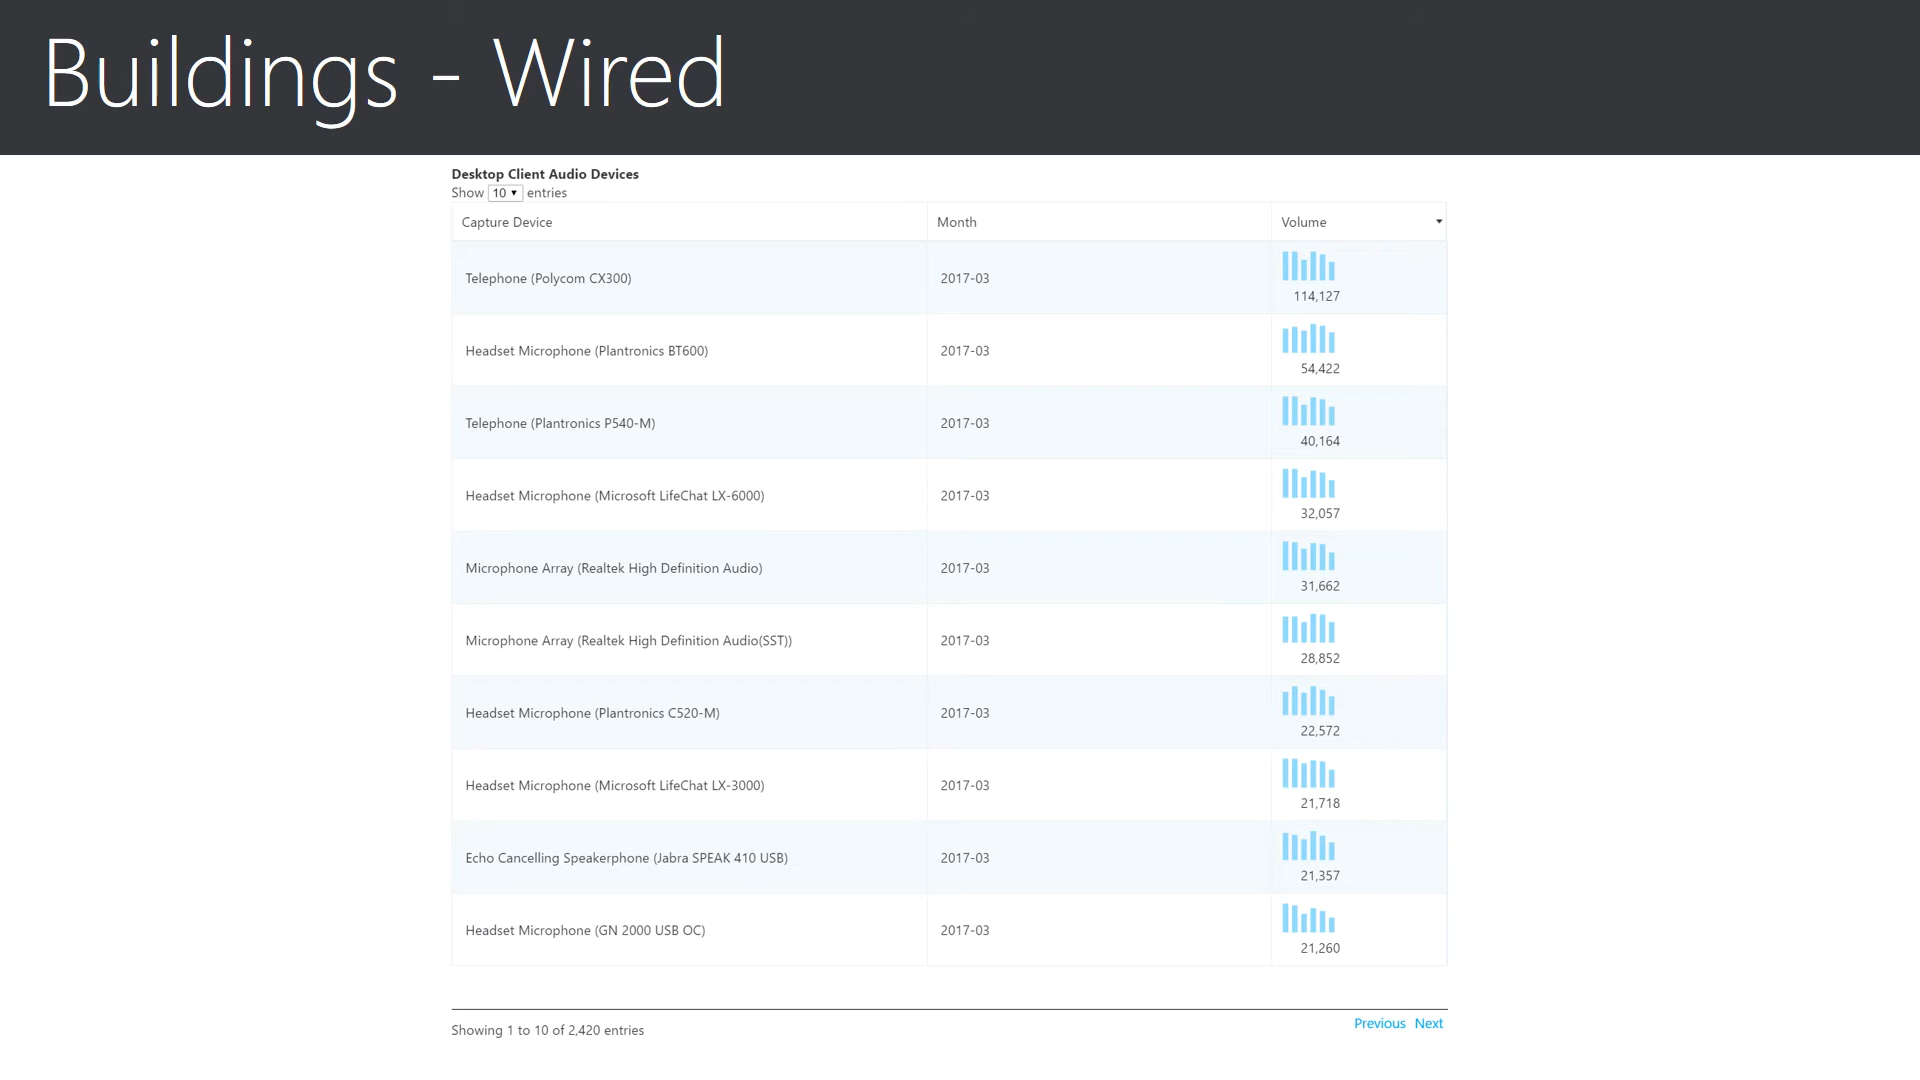 Buildings - Wired
Desktop Client Audio Devices
Show 10 entries
Capture Device Month Volume
Telephone (Polycom CX300) 2017-03 114,127
Headset Microphone (Plantronics BT600) 2017-03 54,422
Telephone (Plantronics P540-M) 2017-03 40,164
Headset Microphone (Microsoft LifeChat LX-6000) 2017-03 32,057
Microphone Array (Realtek High Definition Audio) 2017-03 31,662
Microphone Array (Realtek High Definition Audio(SST)) 2017-03 28,852
Headset Microphone (Plantronics C520-M) 2017-03 22,572
Headset Microphone (Microsoft LifeChat LX-3000) 2017-03 21,718
Echo Cancelling Speakerphone (Jabra SPEAK 410 USB) 2017-03 21,357
Headset Microphone (GN 2000 USB OC) 2017-03 21,260
Showing 1 to 10 of 2,420 entries Previous Next